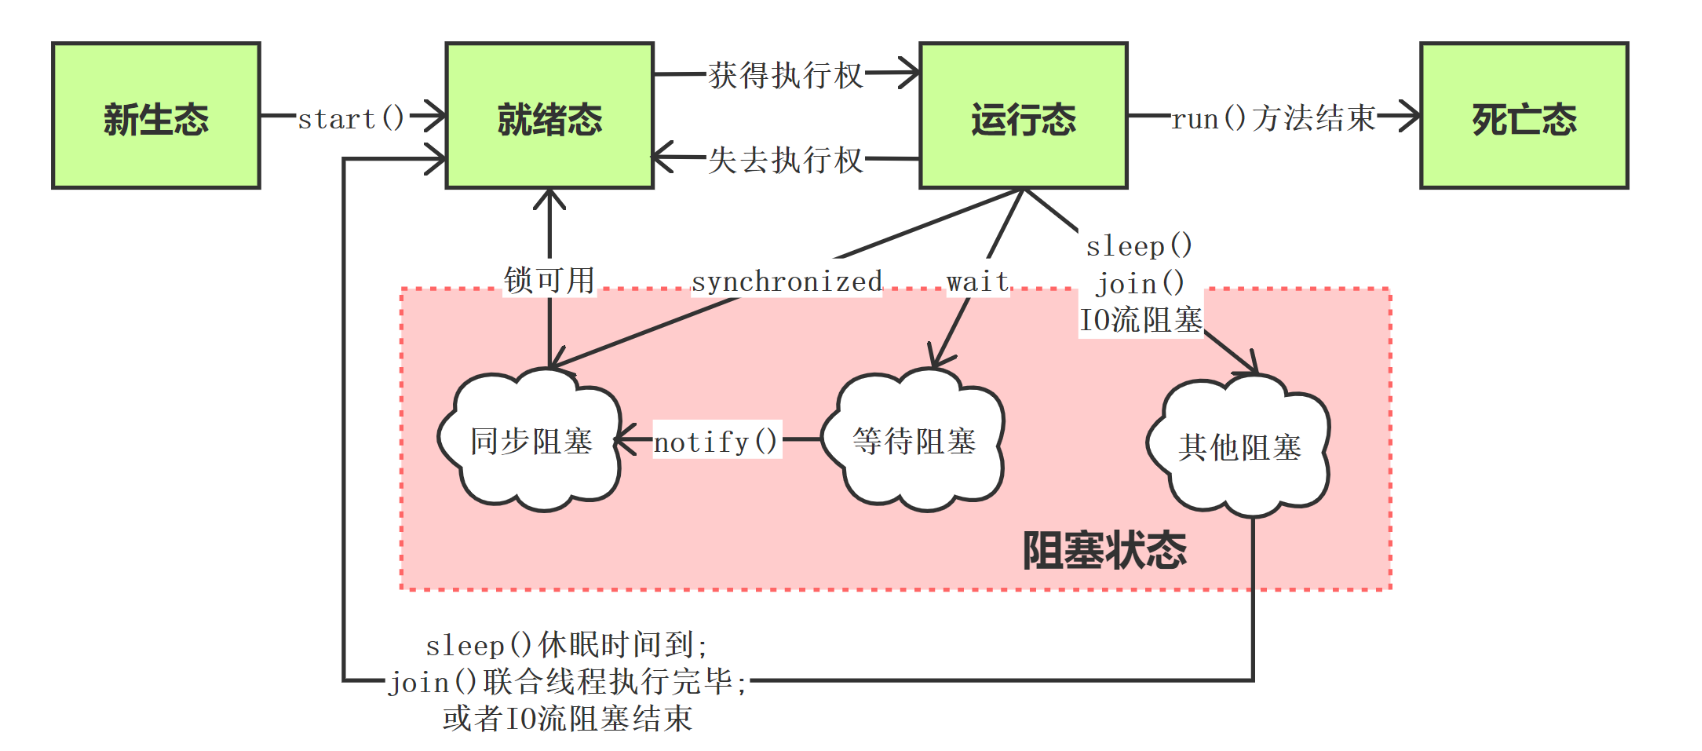 新生态
start()
就绪态
获得执行权
失去执行权
运行态
run()方法结束
死亡态
锁可用
synchronized
wait
sleep()
join()
IO流阻塞
同步阻塞
notify()
等待阻塞
其他阻塞
阻塞状态
sleep()休眠时间到;
join()联合线程执行完毕;
或者IO流阻塞结束